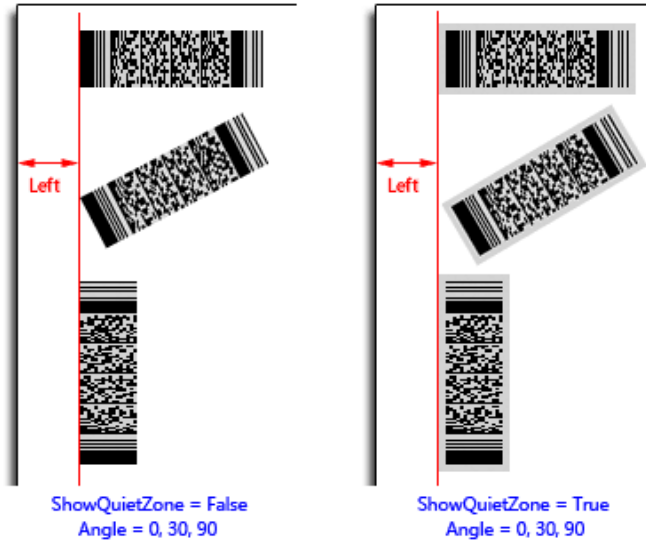 Left
Left
ShowQuietZone = False
Angle = 0, 30, 90
ShowQuietZone = True
Angle = 0, 30, 90